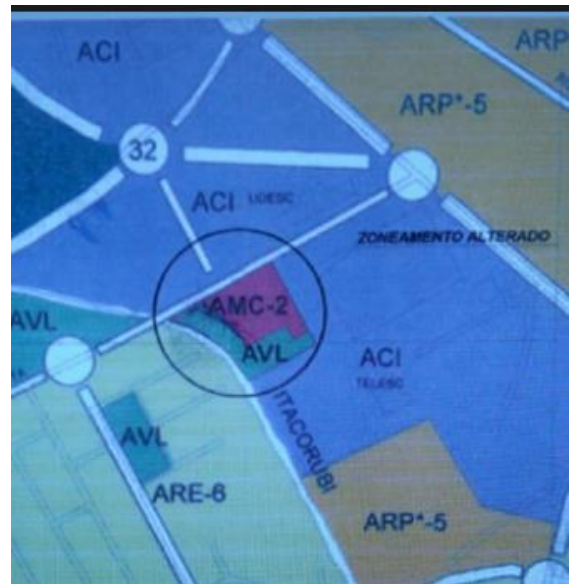 ACI
ARP
ARP*-5
32
ACI UDESC
ZONEAMENTO ALTERADO
AMC-2
AVL
AVL
ACI
TELESC
ITACORUBI
AVL
ARE-6
ARP*-5